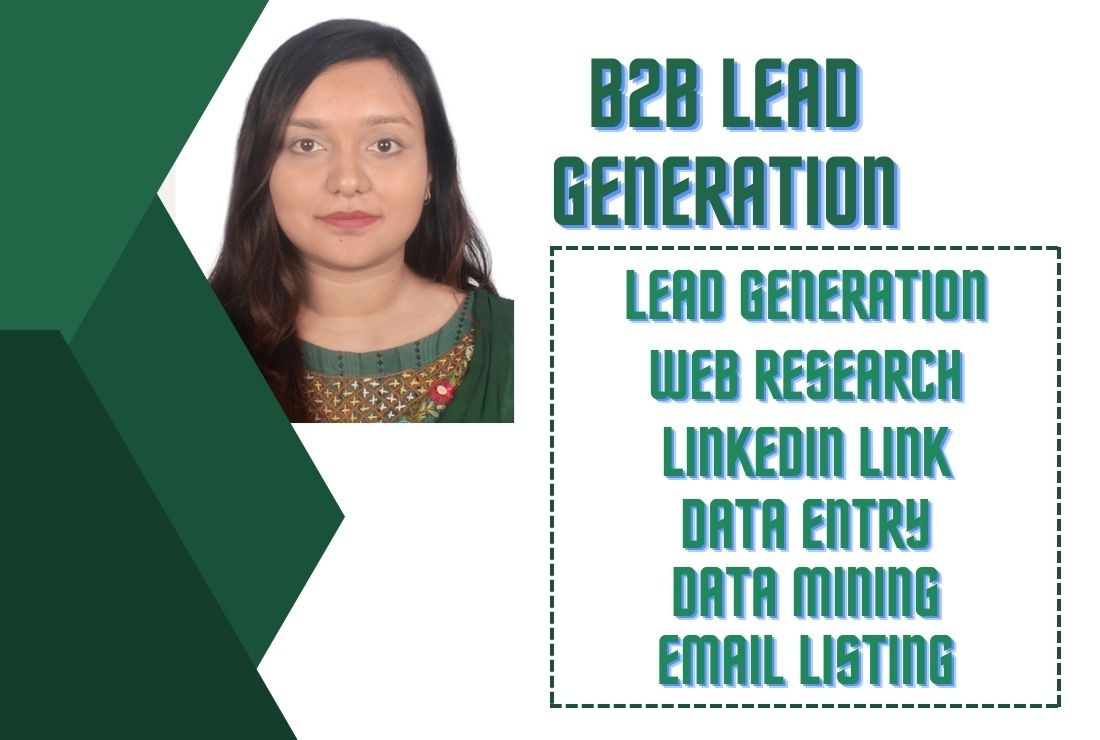 B2B LEAD
GENERATION
LEAD GENERATION
WEB RESEARCH
LINKEDIN LINK
DATA ENTRY
DATA MINING
EMAIL LISTING